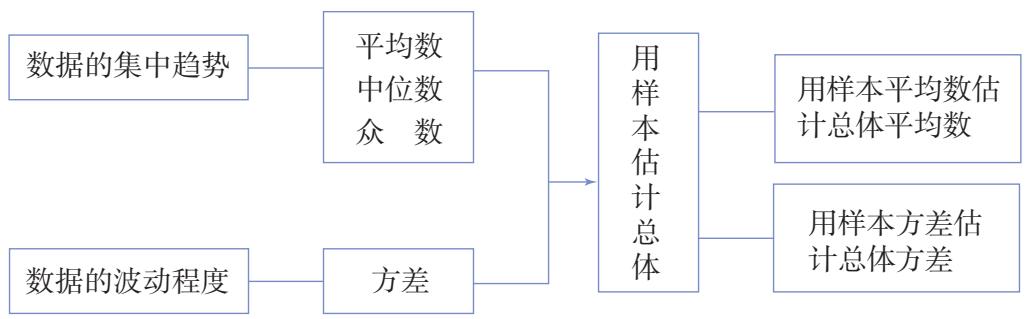 数据的集中趋势
平均数
中位数
众 数
数据的波动程度
方差
用样本估计总体
用样本平均数估
计总体平均数
用样本方差估
计总体方差